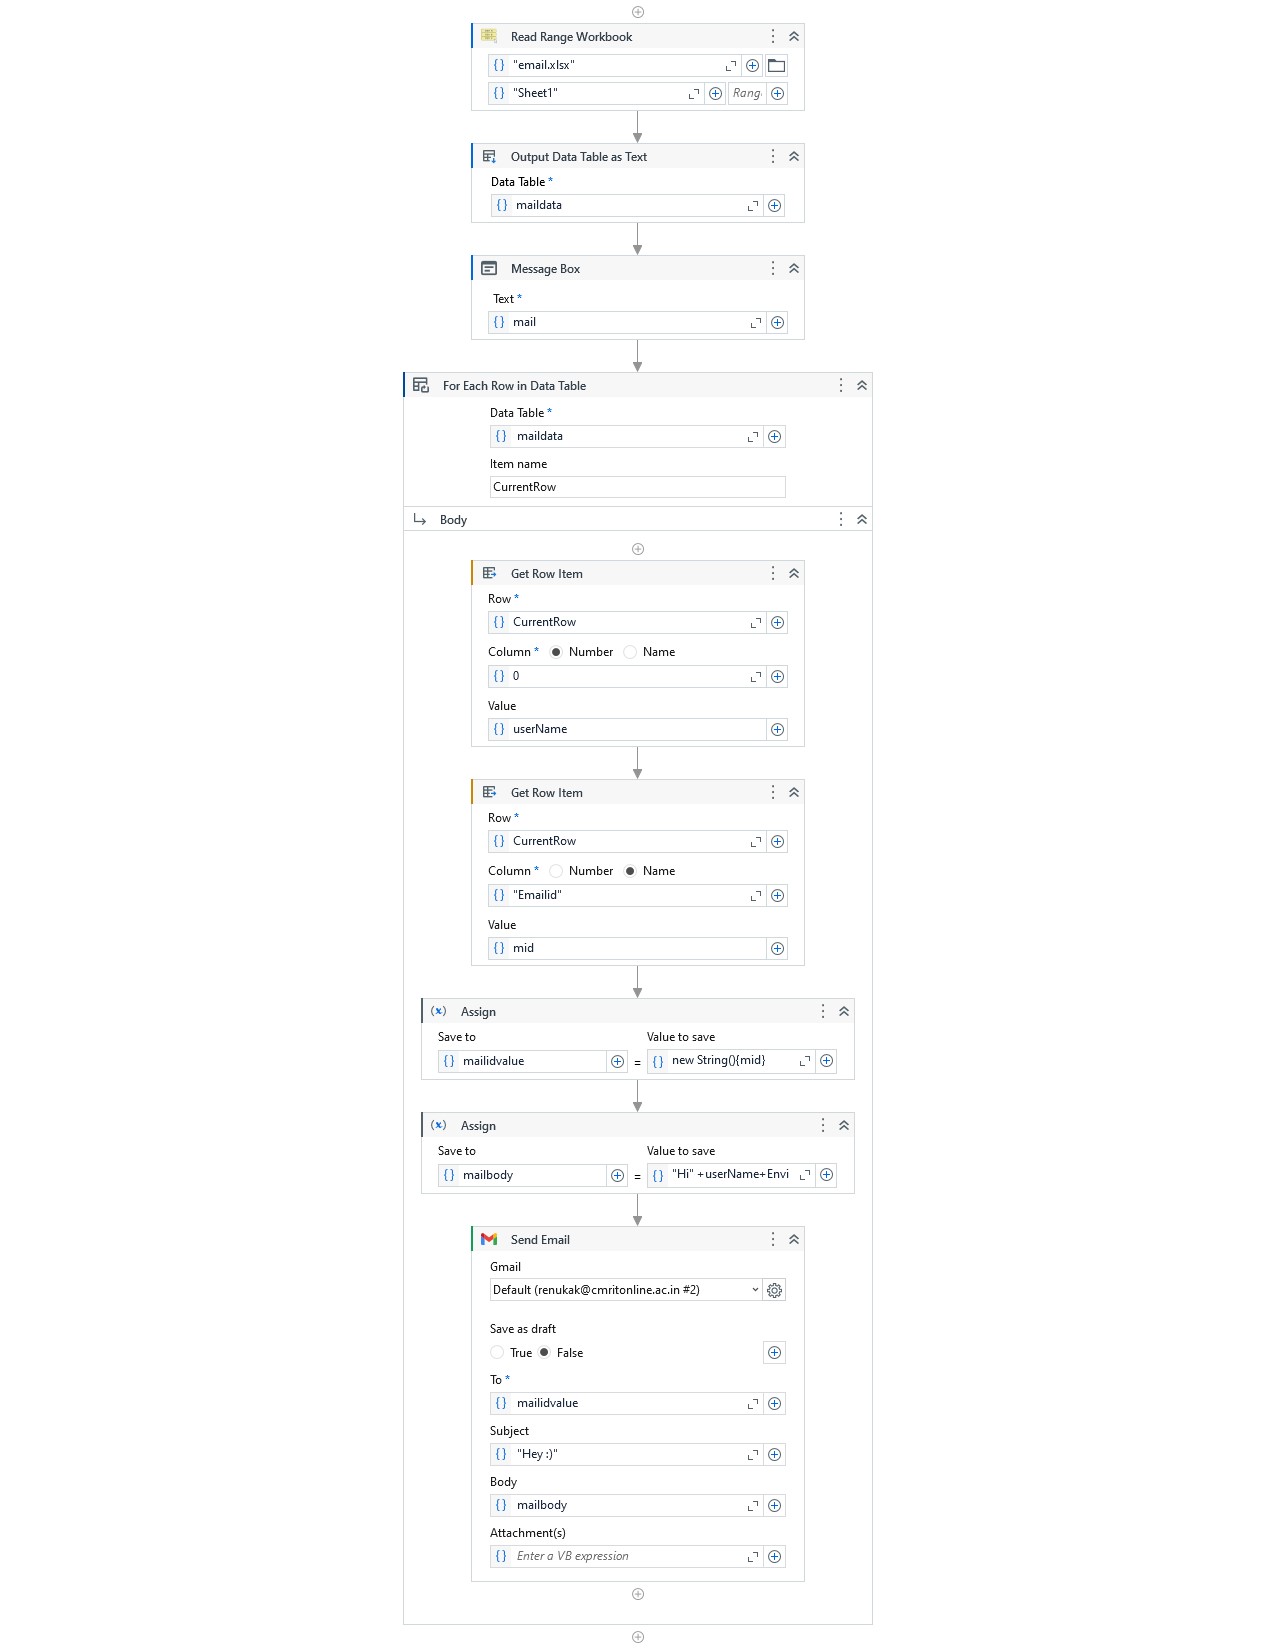 Read Range Workbook
"email.xlsx"
"Sheet1" Rang
Output Data Table as Text
Data Table *
maildata
Message Box
Text *
mail
For Each Row in Data Table
Data Table *
maildata
Item name
CurrentRow
Body
Get Row Item
Row *
CurrentRow
Column * Number Name
0
Value
userName
Get Row Item
Row *
CurrentRow
Column * Number Name
"Emailid"
Value
mid
Assign
Save to Value to save
mailidvalue = new String(){mid}
Assign
Save to Value to save
mailbody = "Hi" +userName+Envi
Send Email
Gmail
Default (renukak@cmritonline.ac.in #2)
Save as draft
True False
To *
mailidvalue
Subject
"Hey :)"
Body
mailbody
Attachment(s)
Enter a VB expression